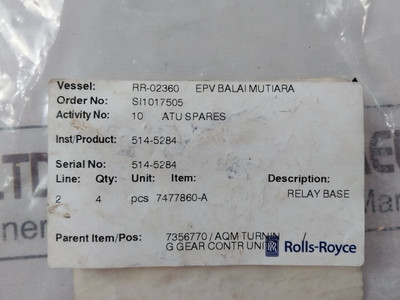 Vessel: RR-02360 EPV BALAI MUTIARA
Order No: SI1017505
Activity No: 10 ATU SPARES
Inst/Product: 514-5284
Serial No: 514-5284
Line: Qty: Unit: Item: Description:
2 4 pcs 7477860-A RELAY BASE
Parent Item/Pos: 7356770 / AQM TURNIN /
G GEAR CONTR UNIT
RR Rolls-Royce